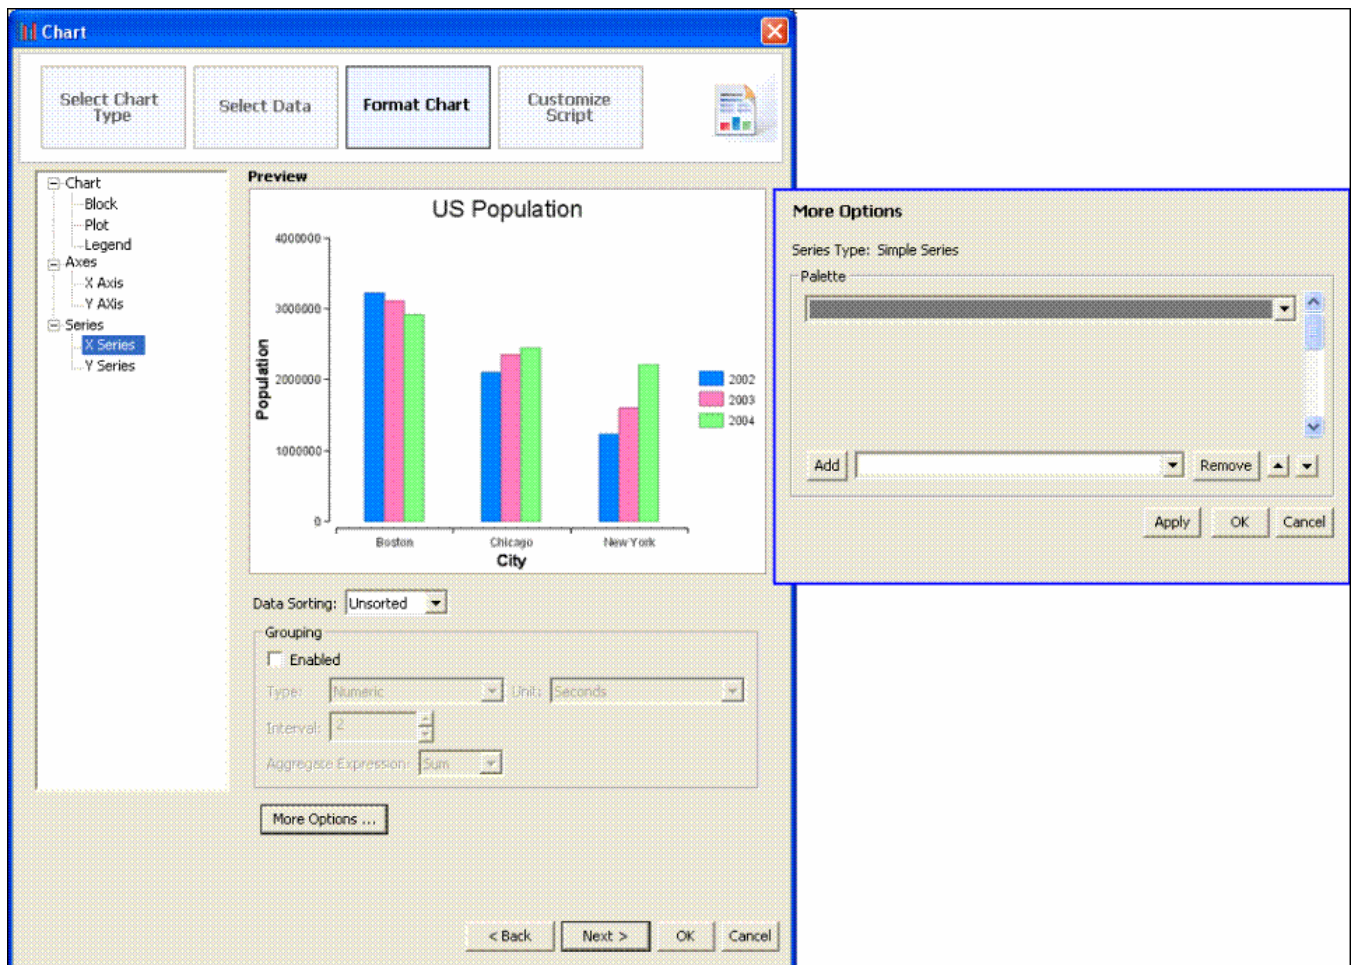 Chart
Select Chart
Type
Select Data
Format Chart
Customize
Script
Chart
Block
Plot
Legend
Axes
X Axis
Y AXis
Series
X Series
Y Series
Preview
US Population
4000000
3000000
2000000
1000000
0
Population
Boston
Chicago
New York
City
2002
2003
2004
Data Sorting: Unsorted
Grouping
Enabled
Type: Numeric Unit: Seconds
Interval: 2
Aggregate Expression: Sum
More Options ...
< Back Next > OK Cancel
More Options
Series Type: Simple Series
Palette
Add Remove
Apply OK Cancel